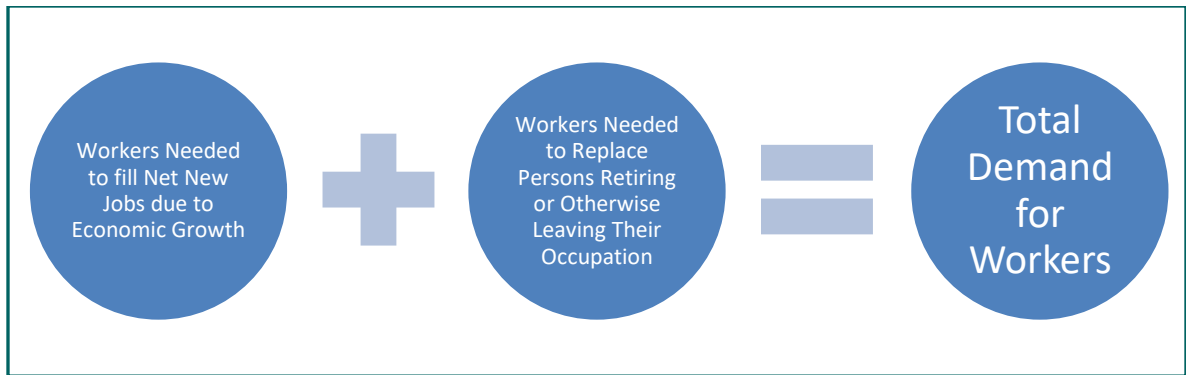 Workers Needed
to fill Net New
Jobs due to
Economic Growth
Workers Needed
to Replace
Persons Retiring
or Otherwise
Leaving Their
Occupation
Total
Demand
for
Workers